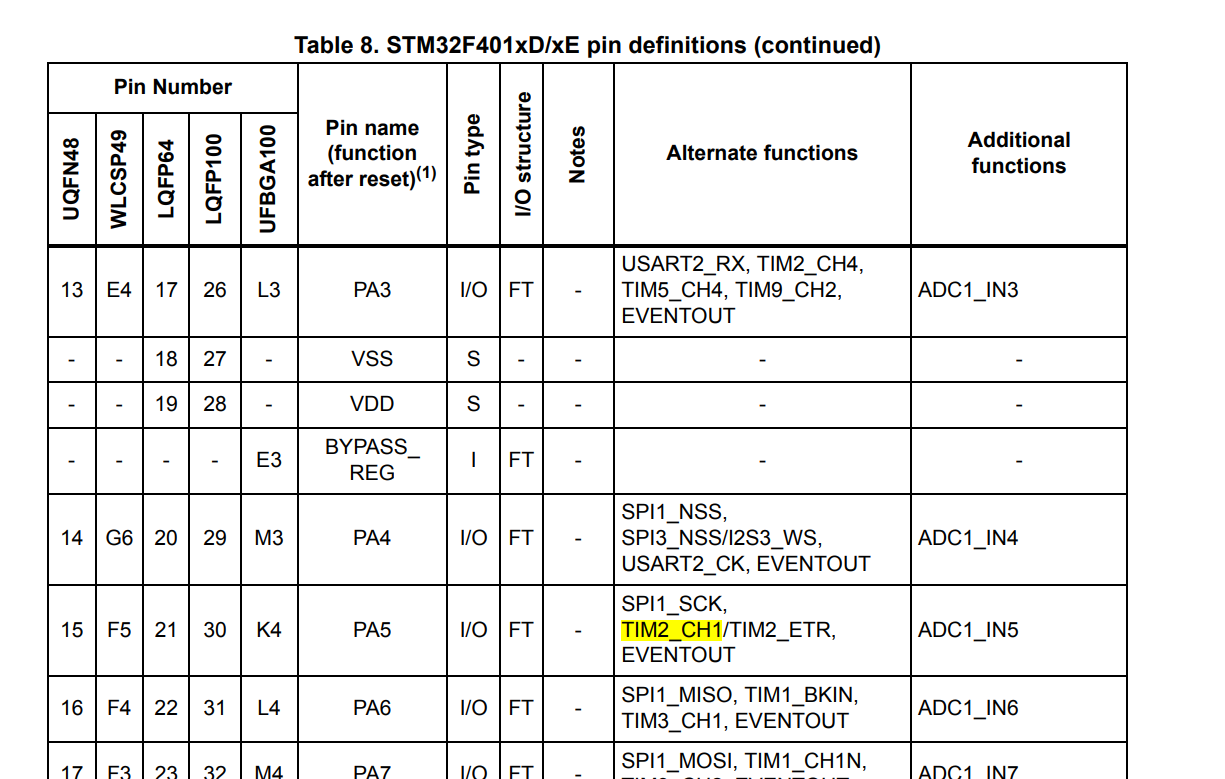 Table 8. STM32F401xD/xE pin definitions (continued)
Pin Number
UQFN48 WLCSP49 LQFP64 LQFP100 UFBGA100
Pin name
(function
after reset)(1)
Pin type
I/O structure
Notes
Alternate functions
Additional
functions
13 E4 17 26 L3 PA3 I/O FT - USART2_RX, TIM2_CH4,
TIM5_CH4, TIM9_CH2,
EVENTOUT
ADC1_IN3
- - 18 27 - VSS S - - - -
- - 19 28 - VDD S - - - -
- - - - E3 BYPASS_
REG
I FT - - -
14 G6 20 29 M3 PA4 I/O FT - SPI1_NSS,
SPI3_NSS/I2S3_WS,
USART2_CK, EVENTOUT
ADC1_IN4
15 F5 21 30 K4 PA5 I/O FT - SPI1_SCK,
TIM2_CH1/TIM2_ETR,
EVENTOUT
ADC1_IN5
16 F4 22 31 L4 PA6 I/O FT - SPI1_MISO, TIM1_BKIN,
TIM3_CH1, EVENTOUT
ADC1_IN6
17 F3 23 32 M4 PA7 I/O FT - SPI1_MOSI, TIM1_CH1N,
ADC1_IN7